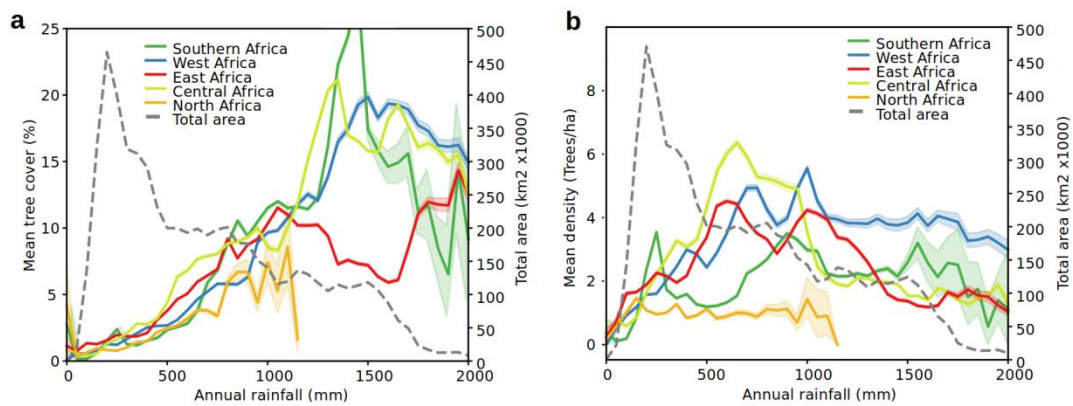 a
Mean tree cover (%)
25
20
15
10
5
0
Southern Africa
West Africa
East Africa
Central Africa
North Africa
Total area
500
450
400
350
300
250
200
150
100
50
0
Total area (km2 x1000)
0
500
1000
1500
2000
Annual rainfall (mm)
b
Mean density (Trees/ha)
8
6
4
2
0
Southern Africa
West Africa
East Africa
Central Africa
North Africa
Total area
500
450
400
350
300
250
200
150
100
50
0
Total area (km2 x1000)
0
500
1000
1500
2000
Annual rainfall (mm)